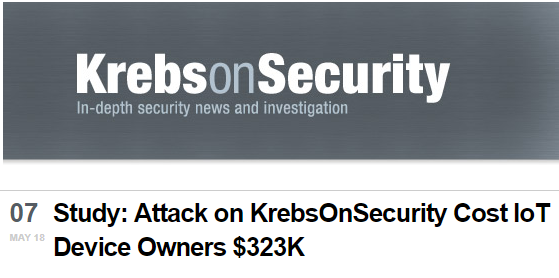 KrebsonSecurity
In-depth security news and investigation
07 Study: Attack on KrebsOnSecurity Cost IoT
MAY 18 Device Owners $323K